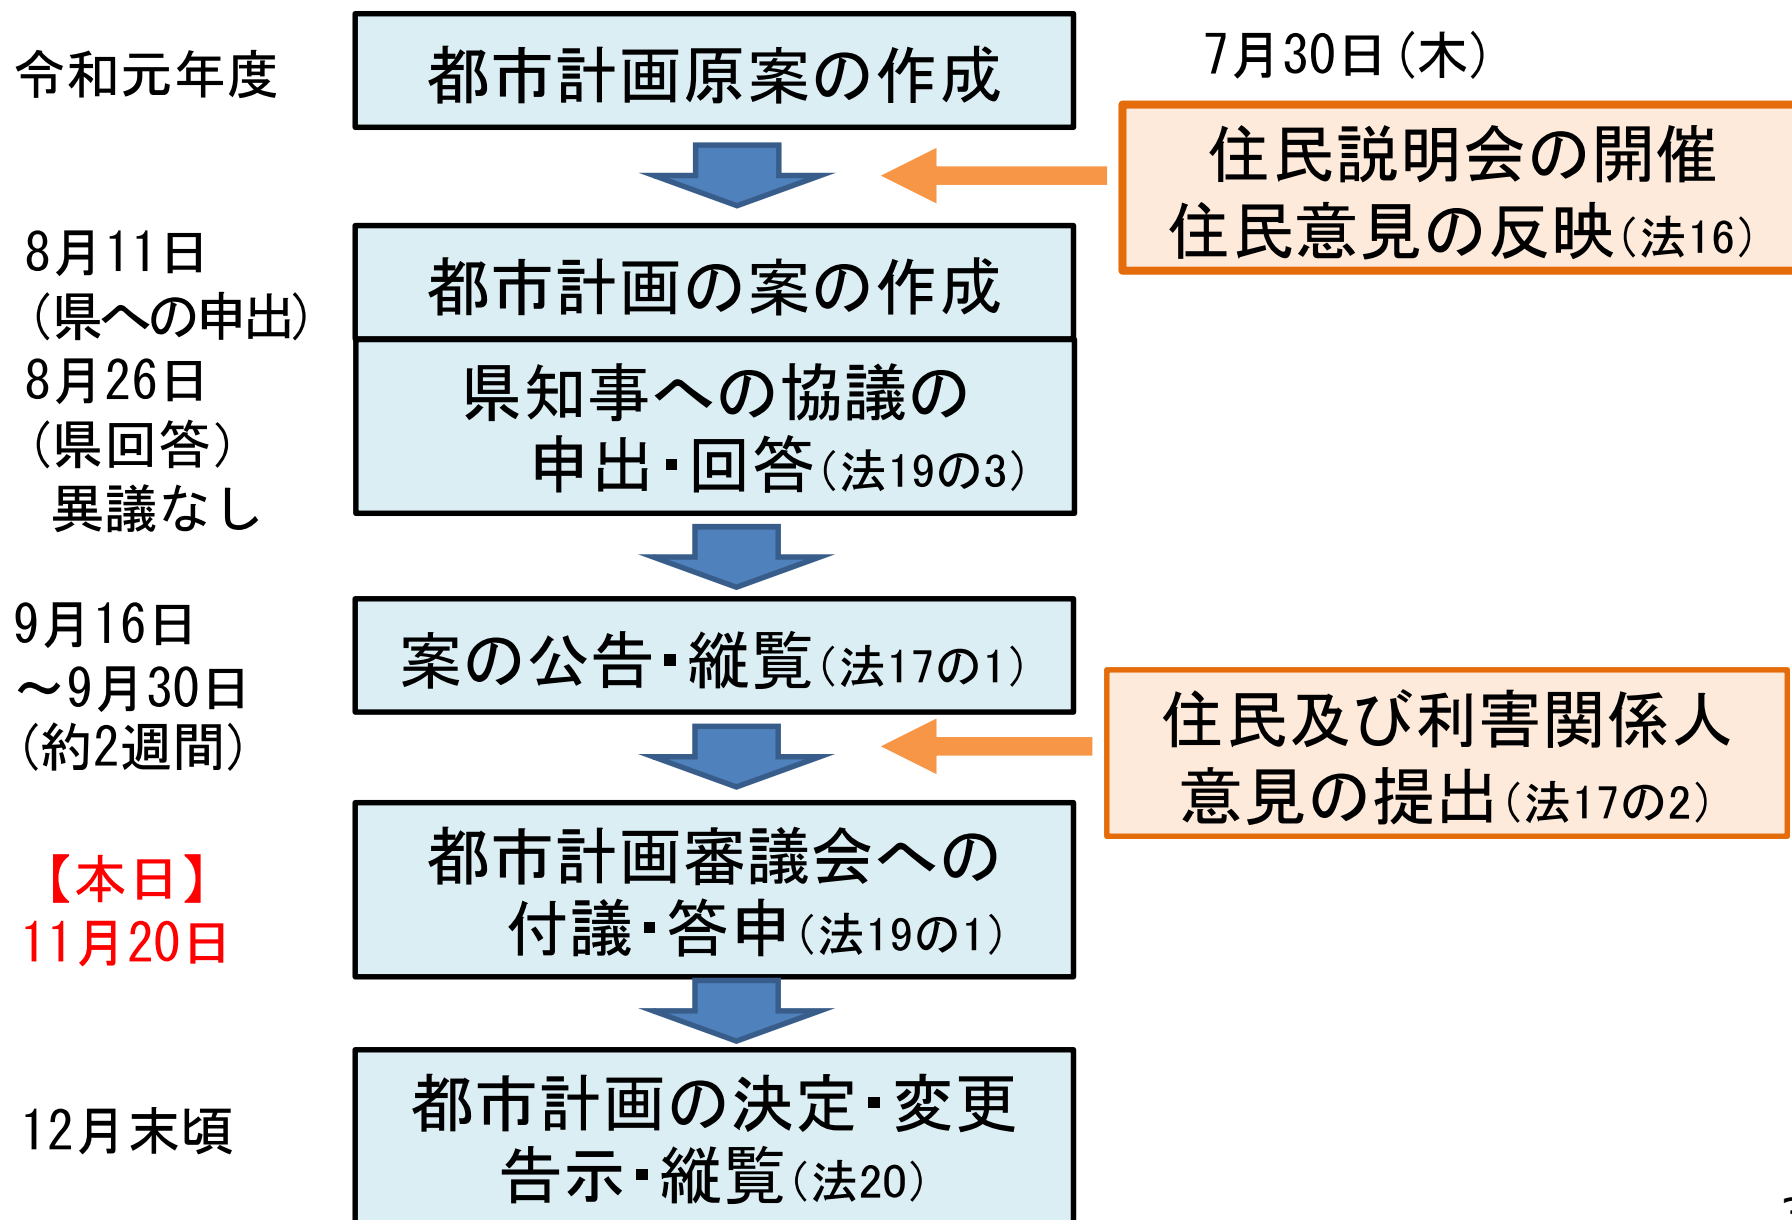 令和元年度
都市計画原案の作成
7月30日(木)
住民説明会の開催
住民意見の反映(法16)
8月11日
(県への申出)
8月26日
(県回答)
異議なし
都市計画の案の作成
県知事への協議の
申出・回答(法19の3)
9月16日
～9月30日
(約2週間)
案の公告・縦覧(法17の1)
住民及び利害関係人
意見の提出(法17の2)
【本日】
11月20日
都市計画審議会への
付議・答申(法19の1)
12月末頃
都市計画の決定・変更
告示・縦覧(法20)